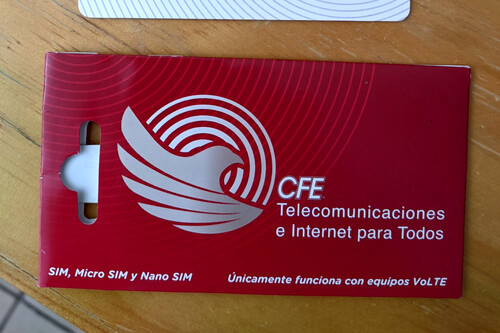 CFE
Telecomunicaciones
e Internet para Todos
SIM, Micro SIM y Nano SIM
Únicamente funciona con equipos VoLTE